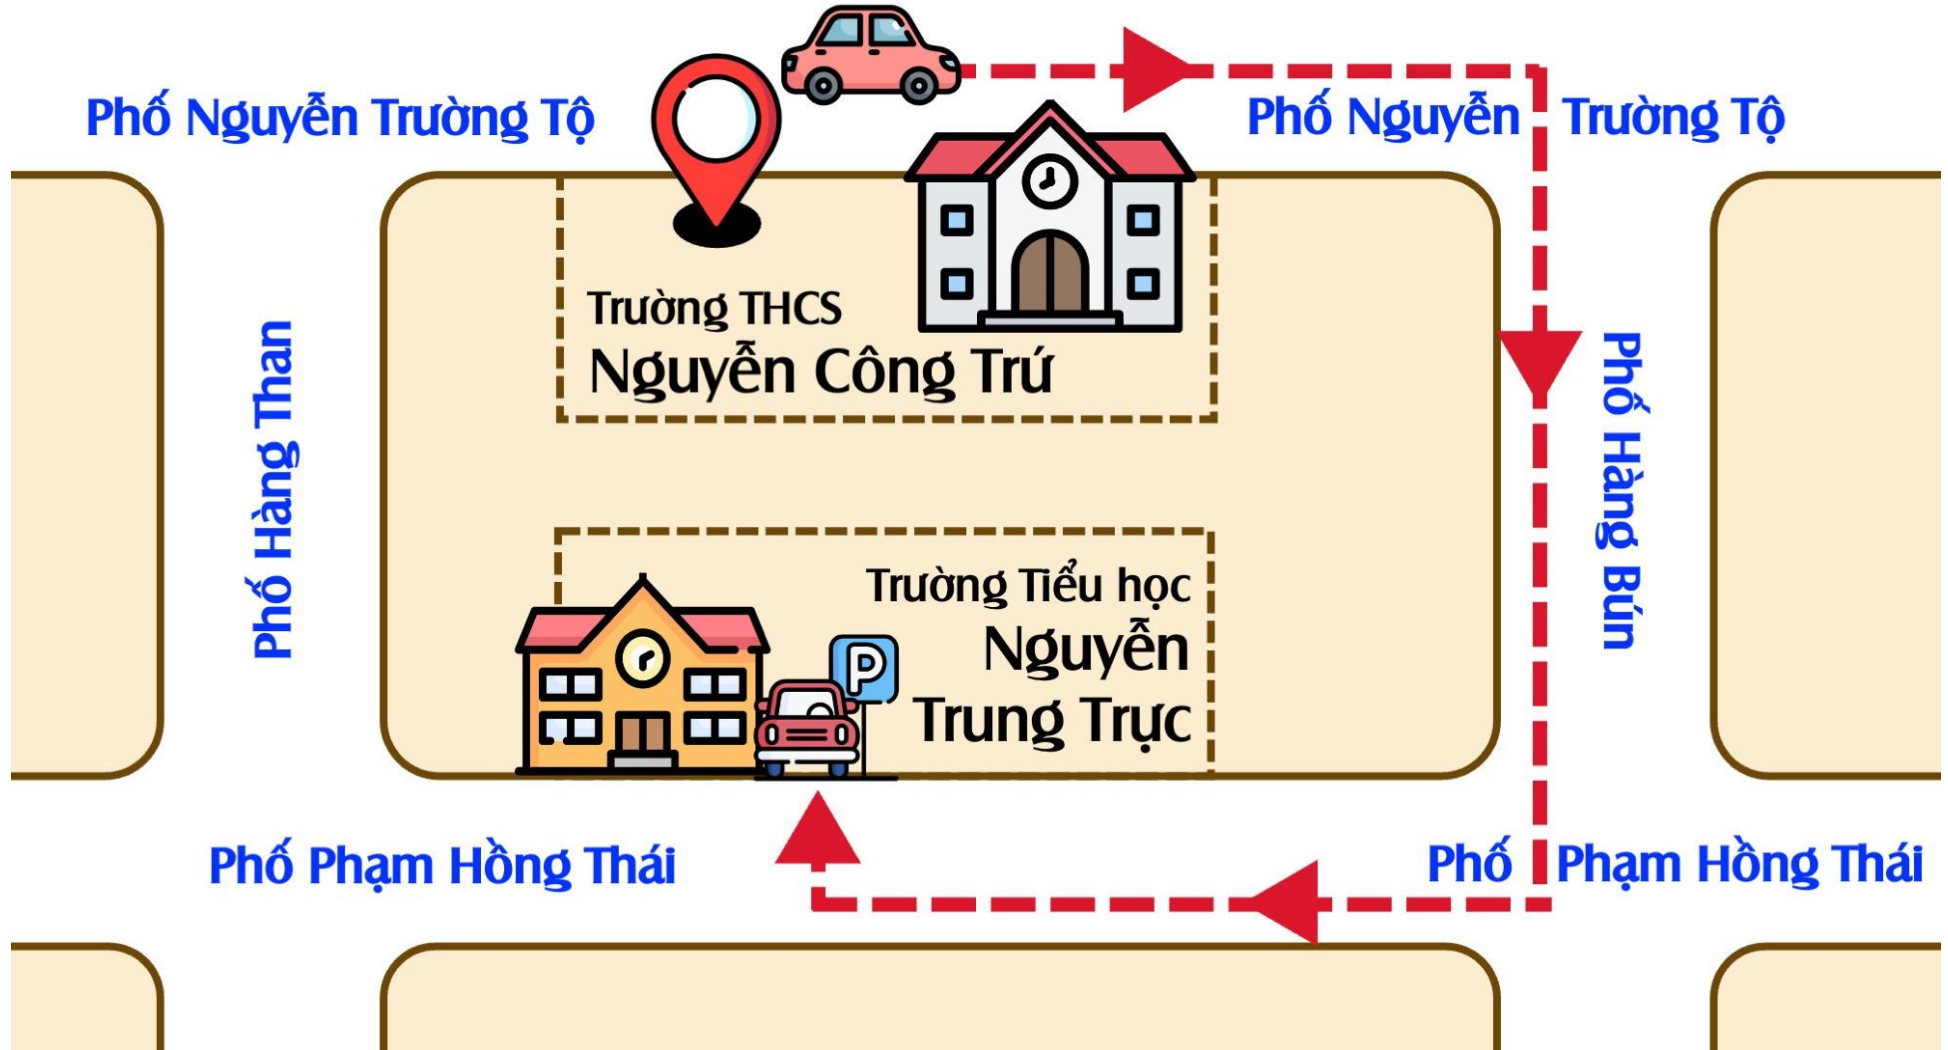 Phố Nguyễn Trường Tộ
Phố Nguyễn Trường Tộ
Trường THCS
Nguyễn Công Trứ
Phố Hàng Than
Phố Hàng Bún
Trường Tiểu học
Nguyễn
Trung Trực
P
Phố Phạm Hồng Thái
Phố Phạm Hồng Thái